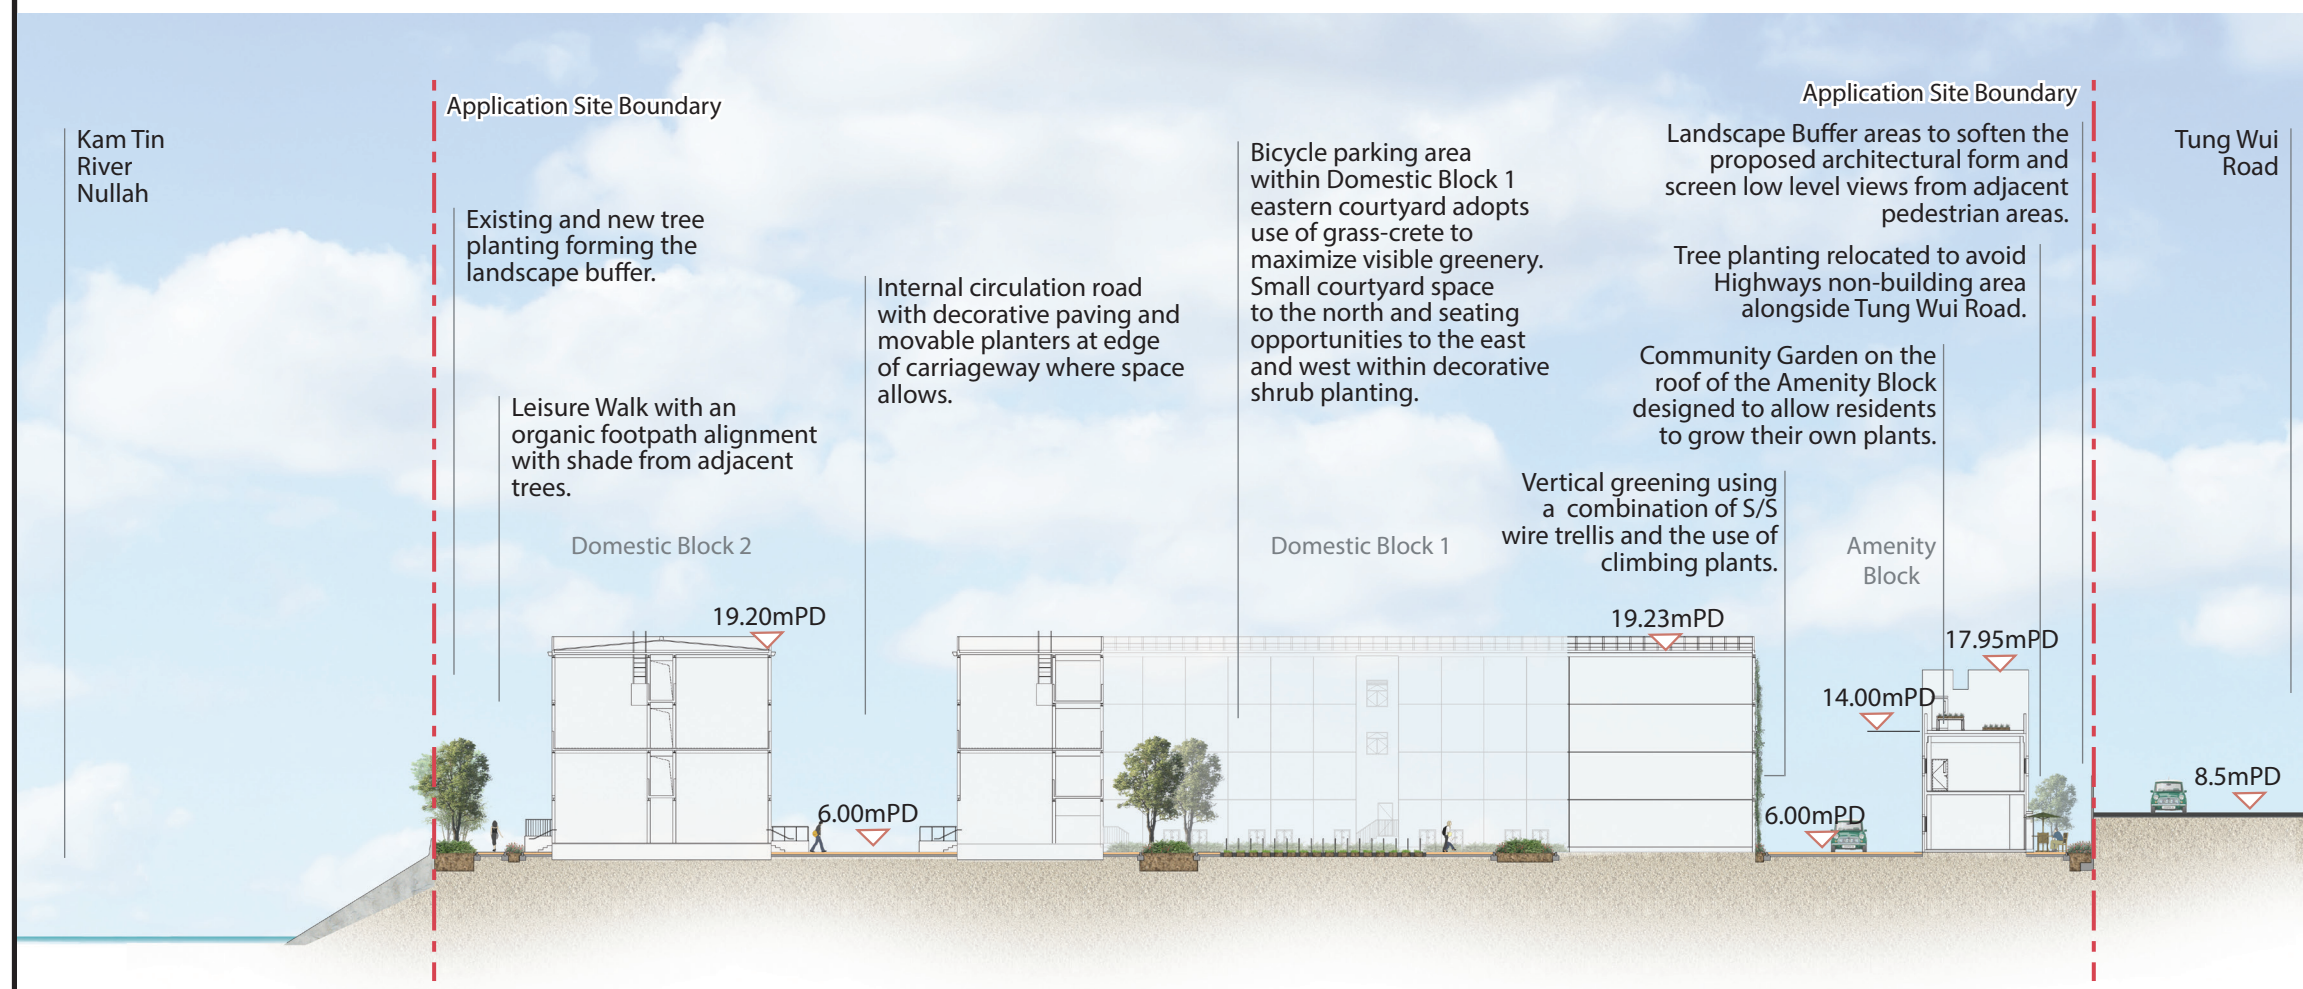 Application Site Boundary
Application Site Boundary
Kam Tin
River
Nullah
Existing and new tree
planting forming the
landscape buffer.
Leisure Walk with an
organic footpath alignment
with shade from adjacent
trees.
Internal circulation road
with decorative paving and
movable planters at edge
of carriageway where space
allows.
Bicycle parking area
within Domestic Block 1
eastern courtyard adopts
use of grass-crete to
maximize visible greenery.
Small courtyard space
to the north and seating
opportunities to the east
and west within decorative
shrub planting.
Landscape Buffer areas to soften the
proposed architectural form and
screen low level views from adjacent
pedestrian areas.
Tree planting relocated to avoid
Highways non-building area
alongside Tung Wui Road.
Community Garden on the
roof of the Amenity Block
designed to allow residents
to grow their own plants.
Vertical greening using
a combination of S/S
wire trellis and the use of
climbing plants.
Tung Wui
Road
Domestic Block 2
Domestic Block 1
Amenity
Block
19.20mPD
19.23mPD
17.95mPD
14.00mPD
8.5mPD
6.00mPD
6.00mPD